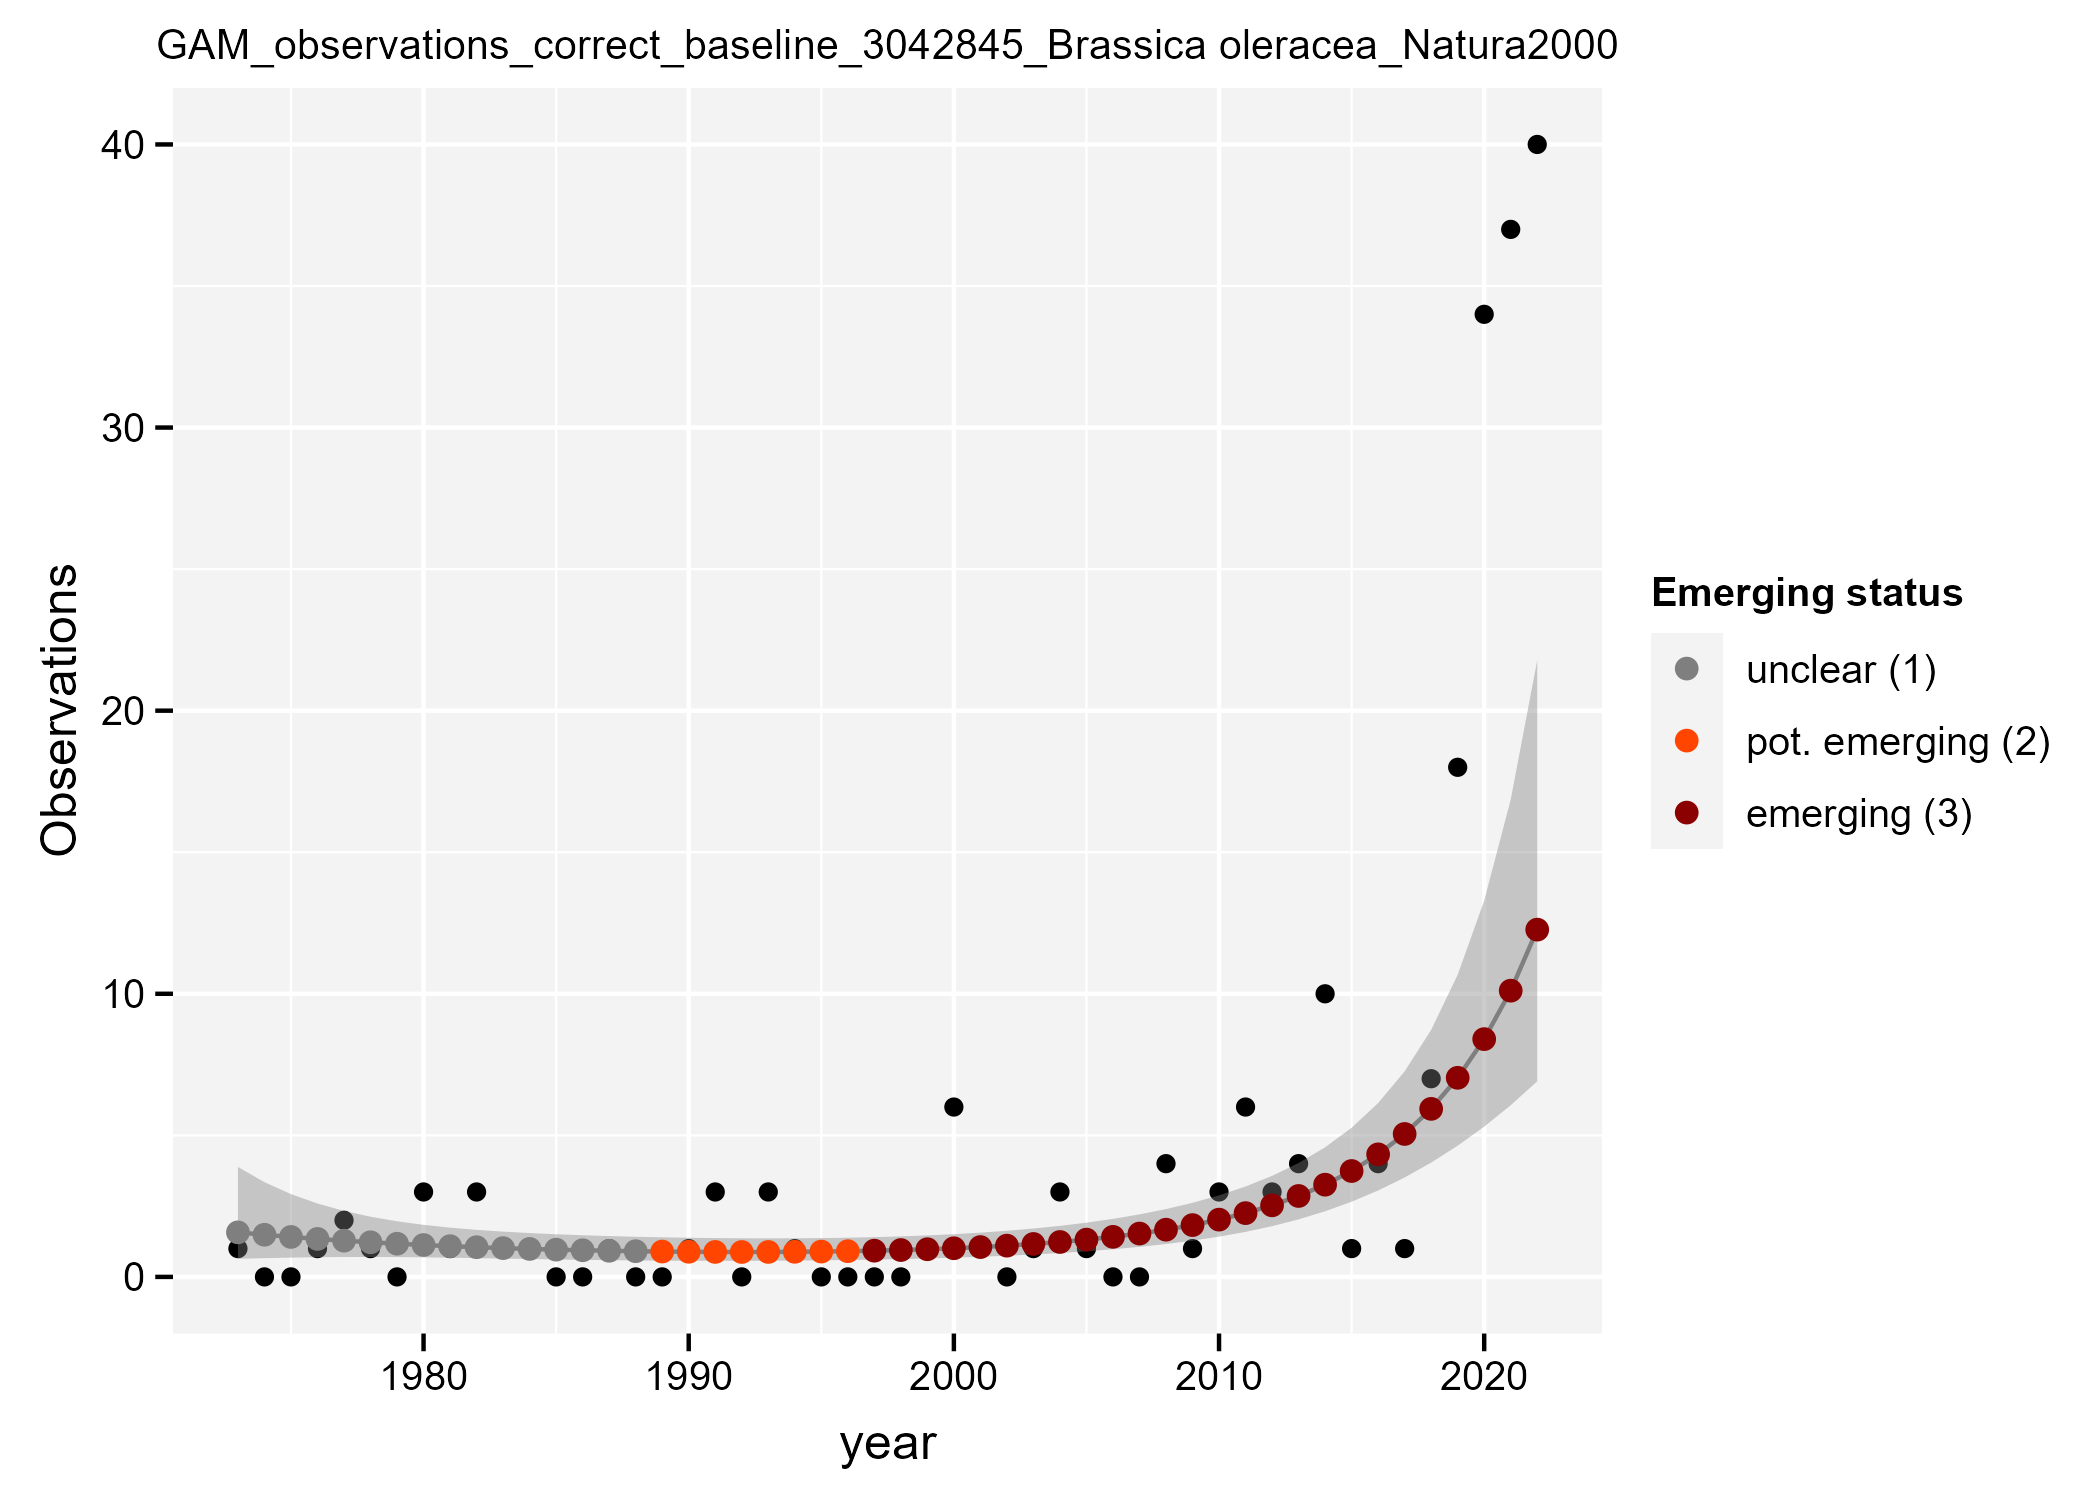 GAM_observations_correct_baseline_3042845_Brassica oleracea_Natura2000
40
30
20
10
0
Observations
1980
1990
2000
2010
2020
year
Emerging status
unclear (1)
pot. emerging (2)
emerging (3)